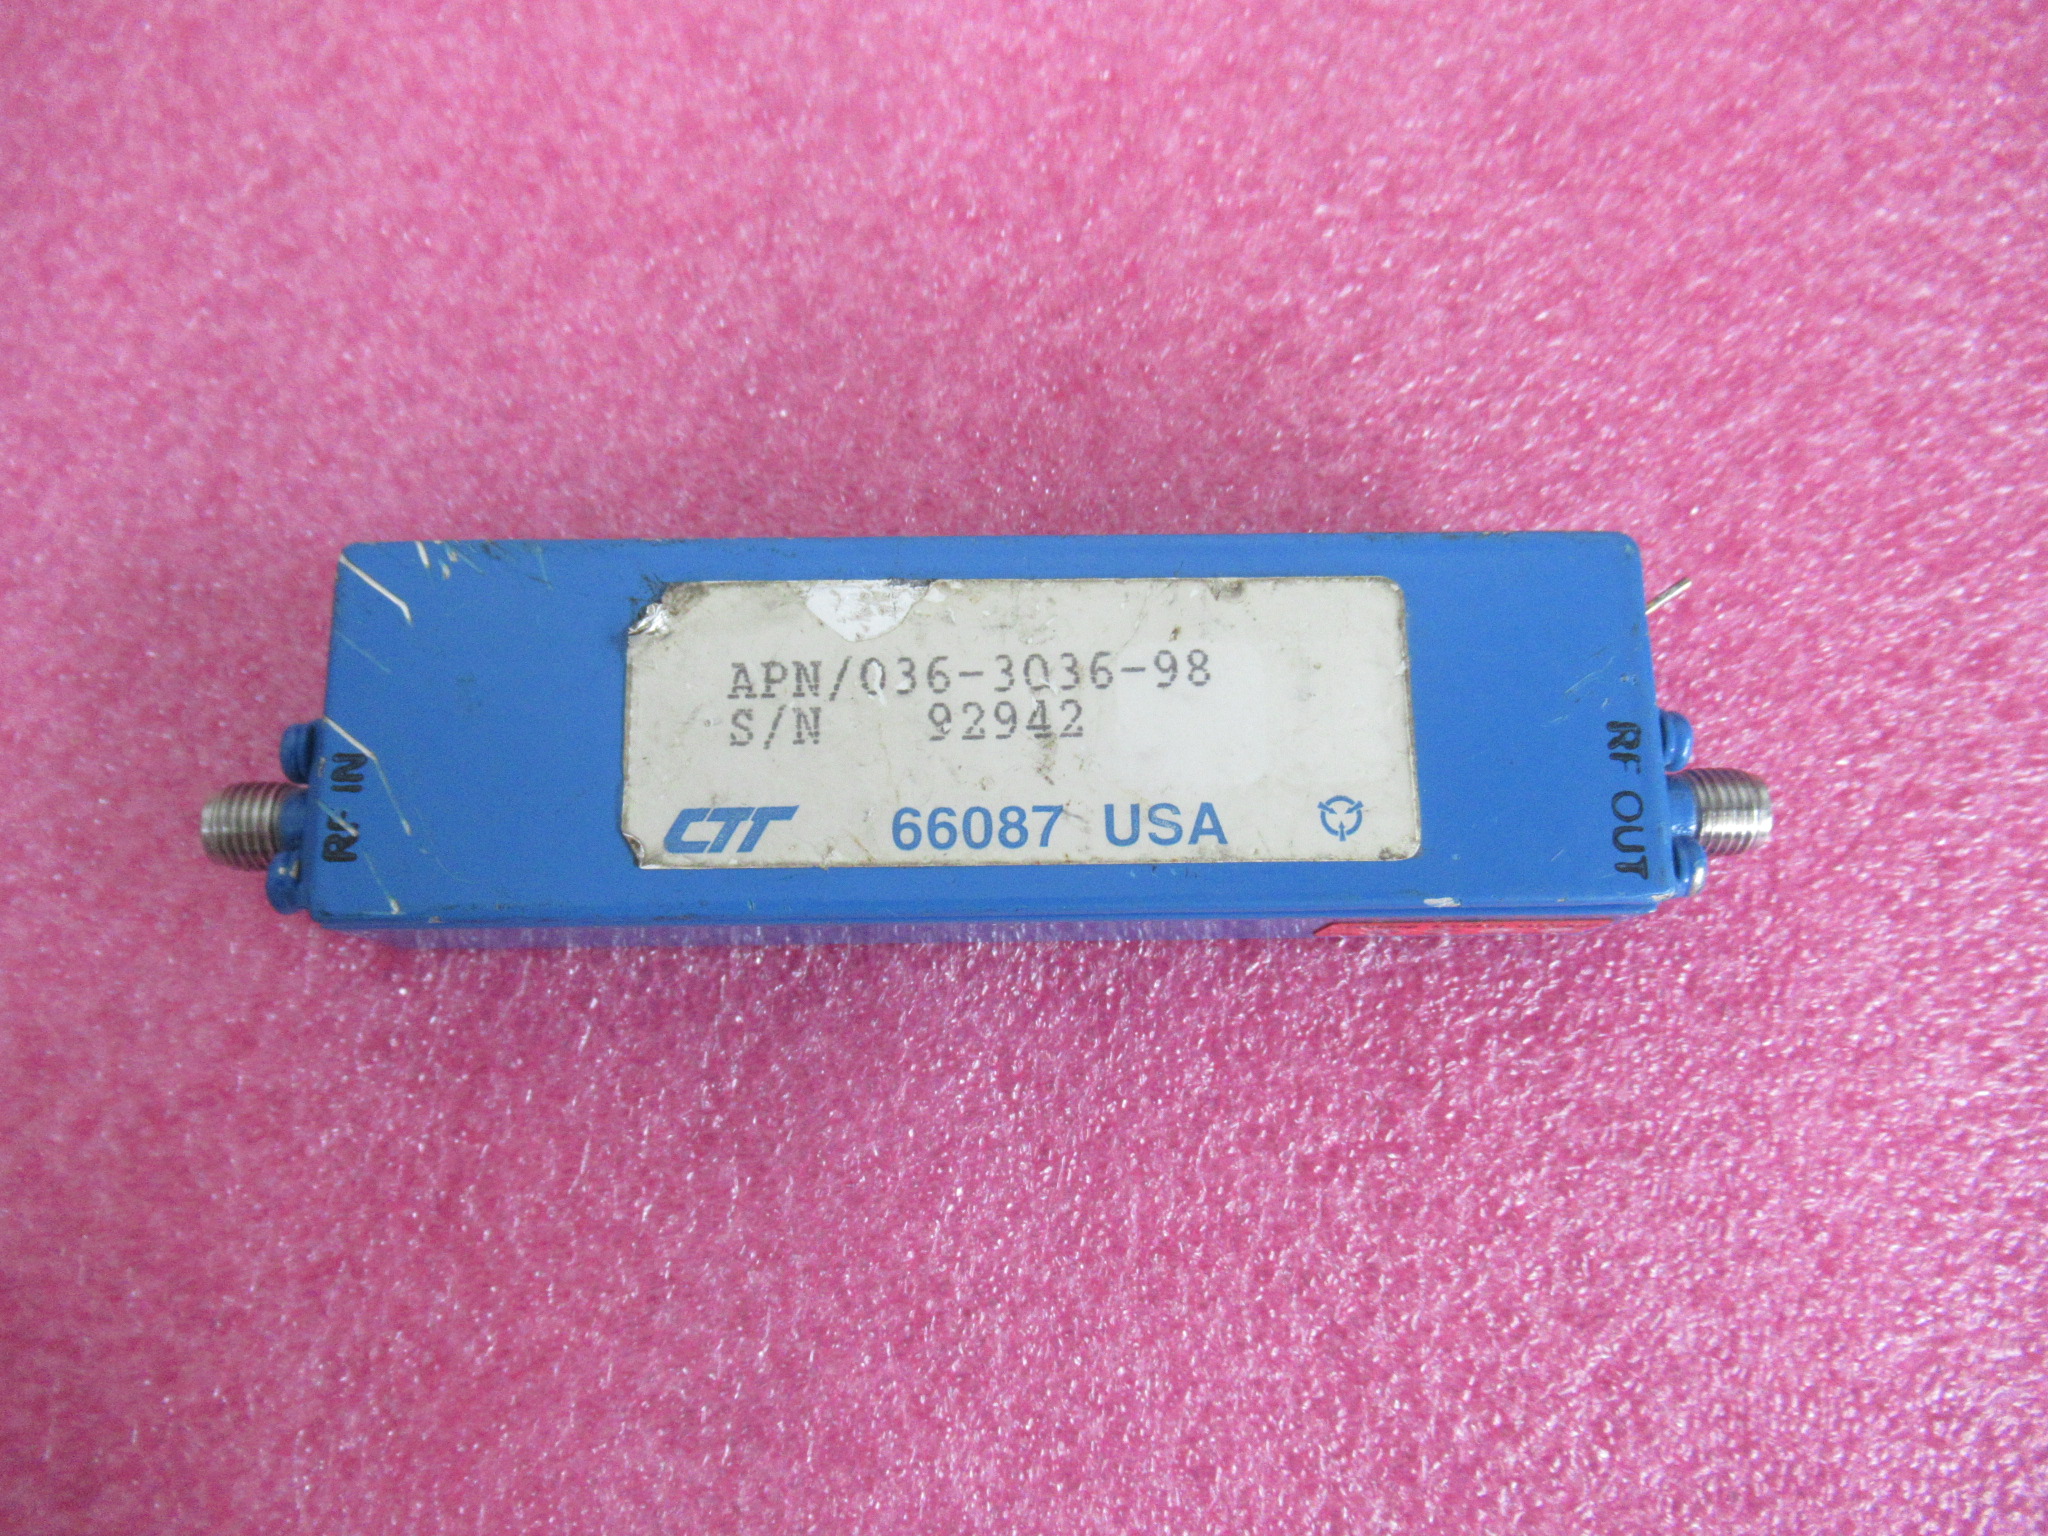 APN/036-3036-98
S/N 92942
CTT 66087 USA
RF IN
RF OUT